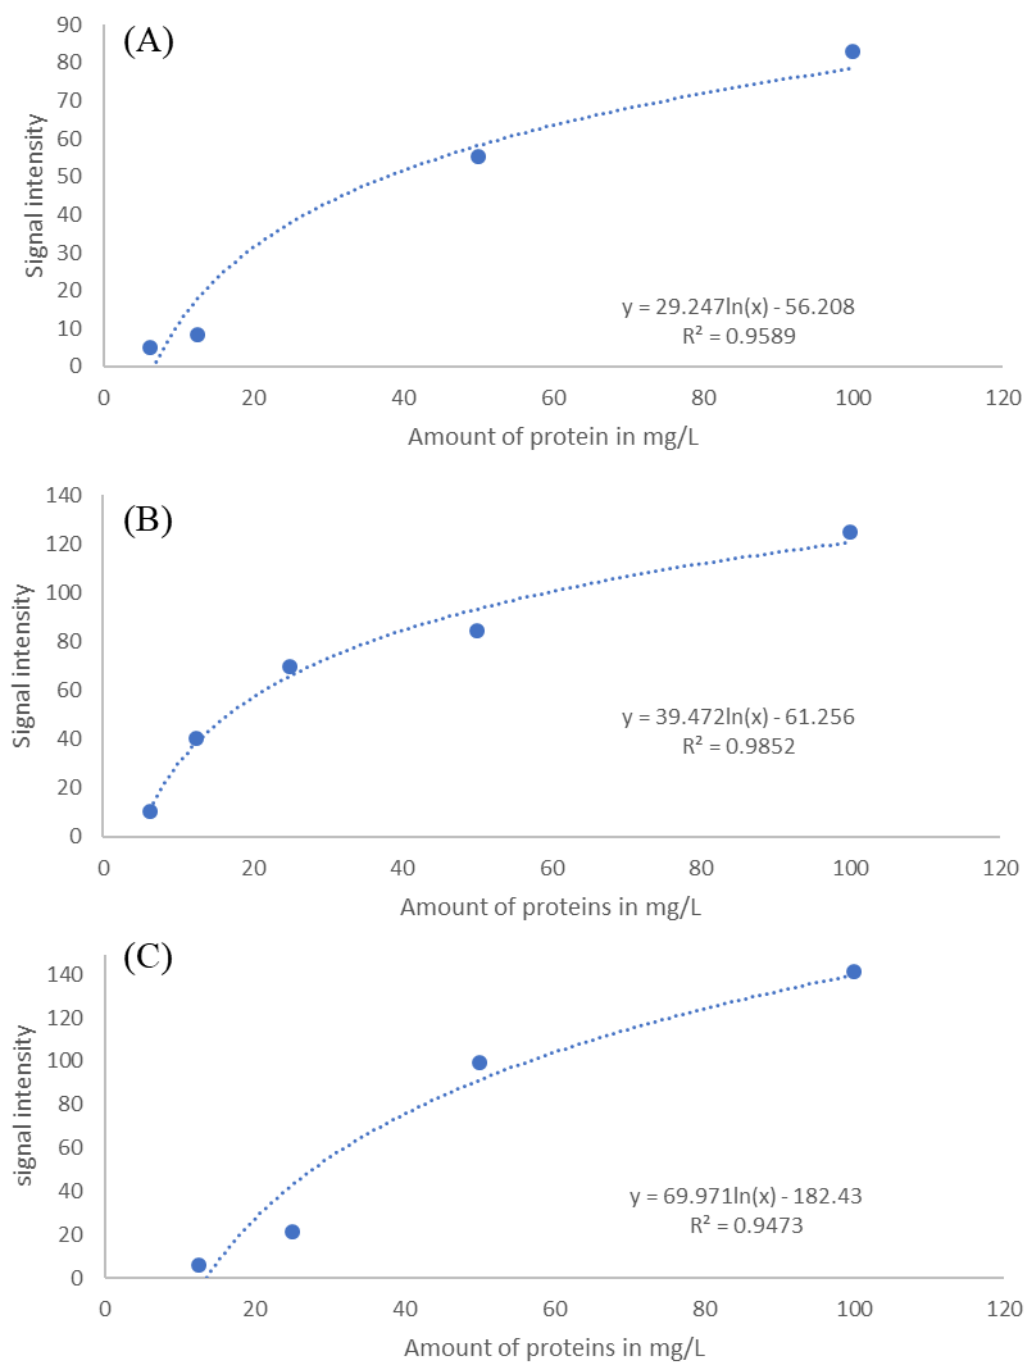 (A)
90
80
70
60
50
40
30
20
10
0
Signal intensity
y = 29.247ln(x) - 56.208
R² = 0.9589
0 20 40 60 80 100 120
Amount of protein in mg/L
(B)
140
120
100
80
60
40
20
0
Signal intensity
y = 39.472ln(x) - 61.256
R² = 0.9852
0 20 40 60 80 100 120
Amount of proteins in mg/L
(C)
140
120
100
80
60
40
20
0
signal intensity
y = 69.971ln(x) - 182.43
R² = 0.9473
0 20 40 60 80 100 120
Amount of proteins in mg/L